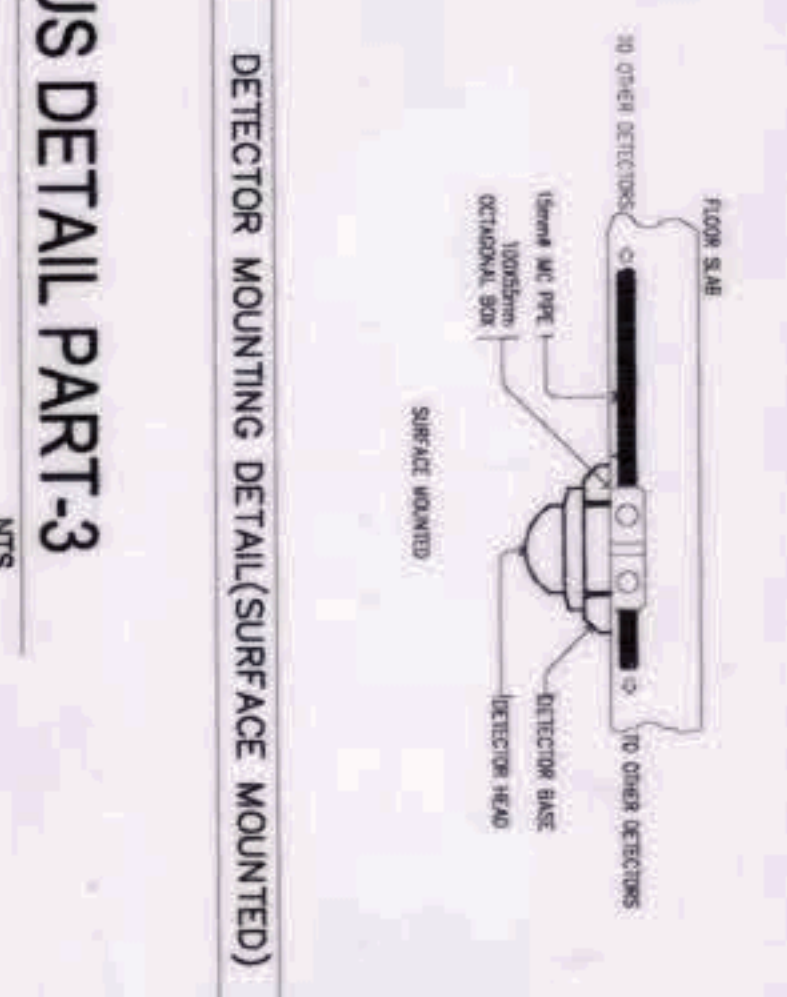 FLOOR SLAB
TO OTHER DETECTORS
TO OTHER DETECTORS
MC PIPE
100X55mm
OCTAGONAL BOX
DETECTOR BASE
DETECTOR HEAD
SURFACE MOUNTED
DETECTOR MOUNTING DETAIL(SURFACE MOUNTED)
US DETAIL PART-3
NTS